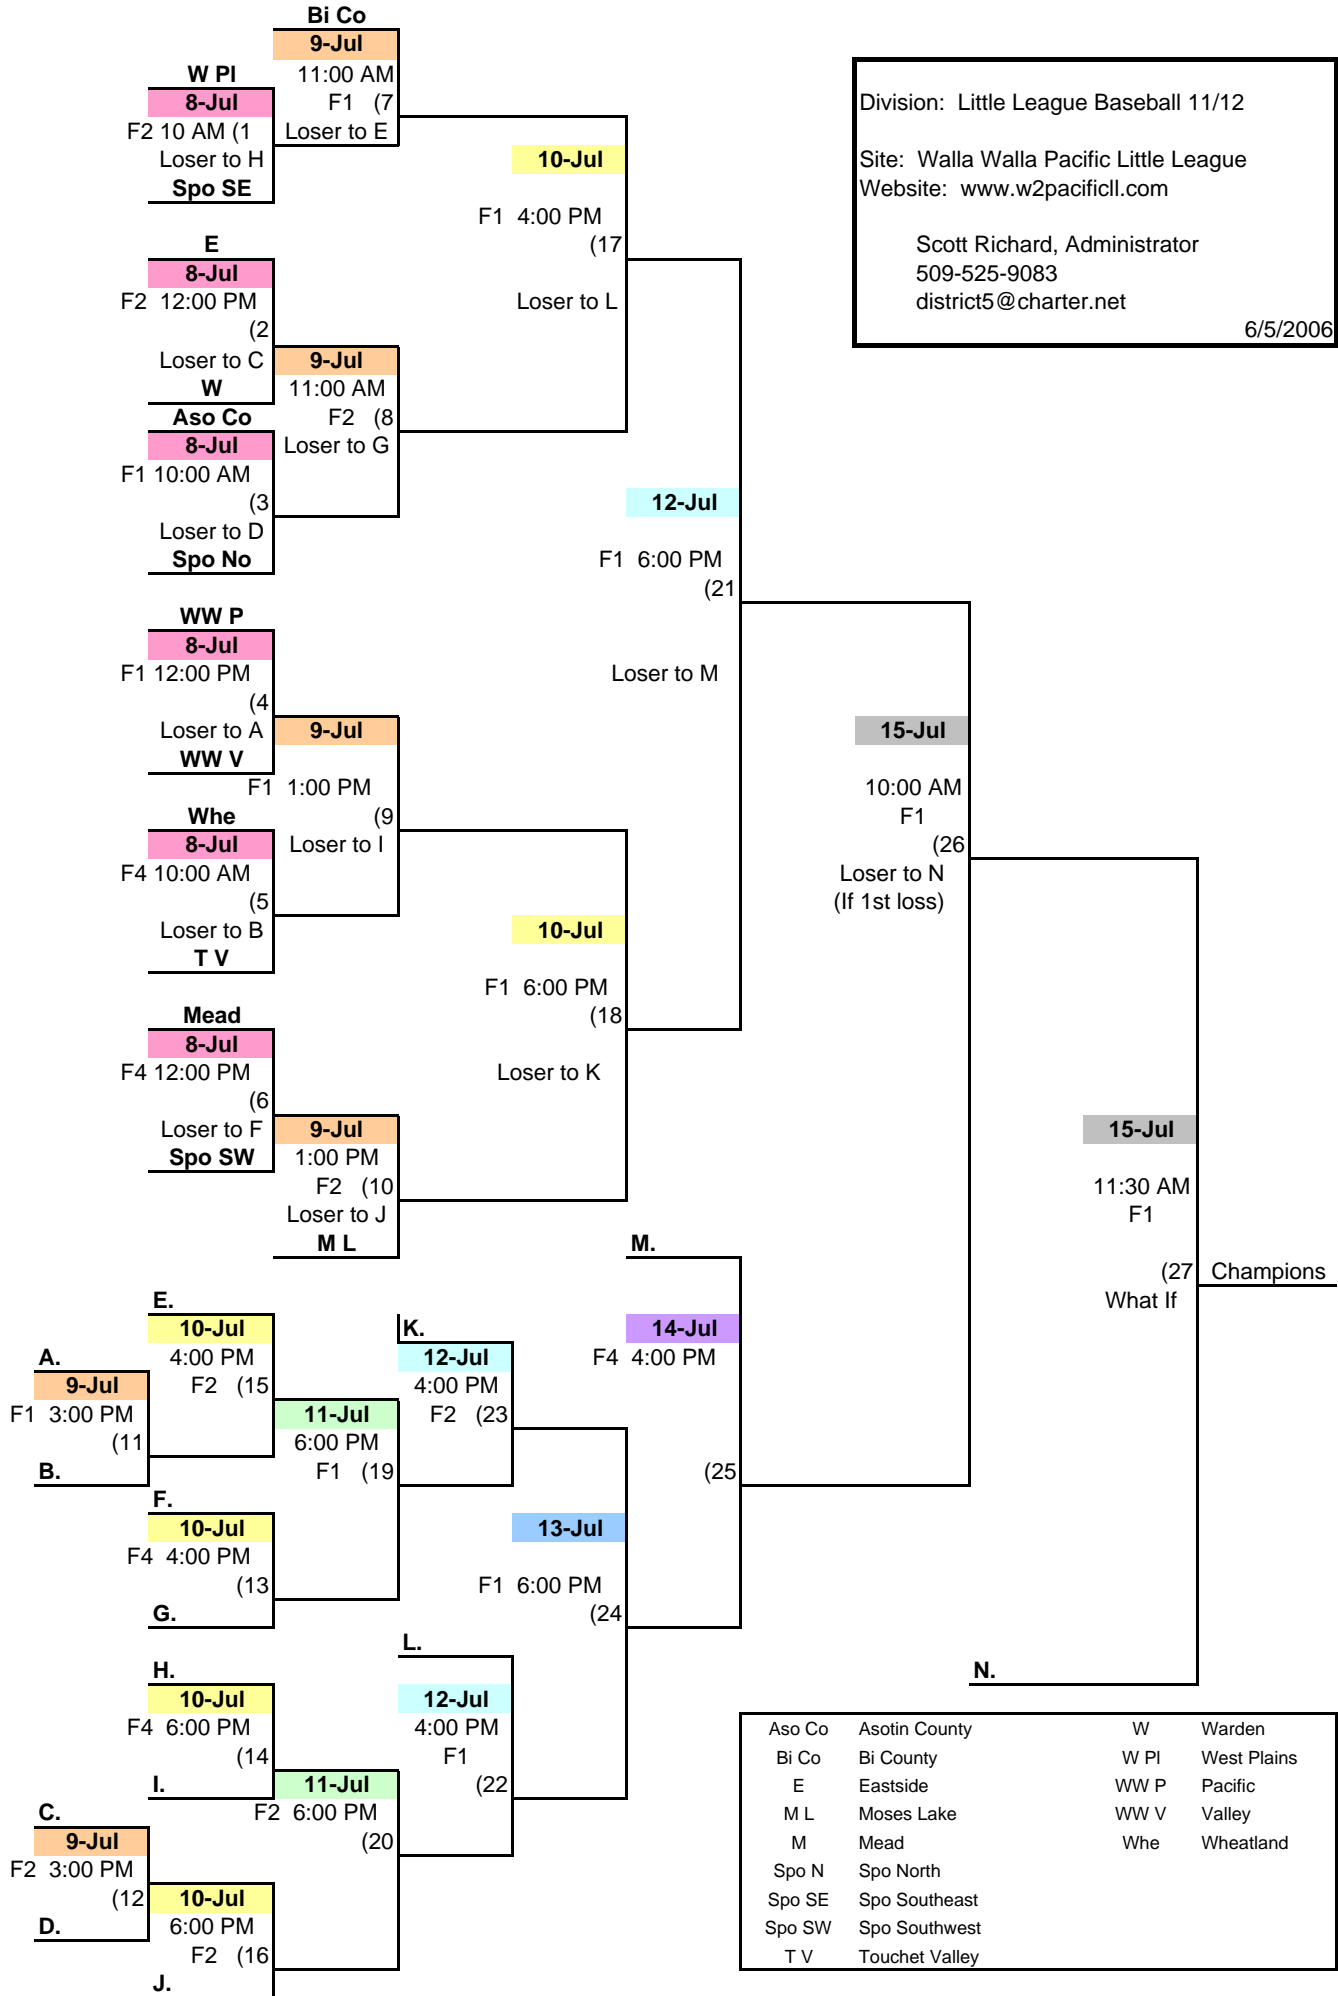 Bi Co
9-Jul
W Pl
11:00 AM
8-Jul
F1 (7
F2 10 AM (1
Loser to E
Loser to H
Spo SE
10-Jul
F1 4:00 PM
(17
Loser to L
Division: Little League Baseball 11/12
Site: Walla Walla Pacific Little League
Website: www.w2pacificll.com
Scott Richard, Administrator
509-525-9083
district5@charter.net
6/5/2006
E
8-Jul
F2 12:00 PM
(2
Loser to C
W
9-Jul
11:00 AM
F2 (8
Loser to G
Aso Co
8-Jul
F1 10:00 AM
(3
Loser to D
Spo No
12-Jul
F1 6:00 PM
(21
Loser to M
WW P
8-Jul
F1 12:00 PM
(4
Loser to A
WW V
9-Jul
F1 1:00 PM
(9
Loser to I
Whe
8-Jul
F4 10:00 AM
(5
Loser to B
T V
15-Jul
10:00 AM
F1
(26
Loser to N
(If 1st loss)
10-Jul
F1 6:00 PM
(18
Loser to K
Mead
8-Jul
F4 12:00 PM
(6
Loser to F
Spo SW
9-Jul
1:00 PM
F2 (10
Loser to J
M L
15-Jul
11:30 AM
F1
(27
What If
Champions
M.
14-Jul
F4 4:00 PM
(25
E.
10-Jul
4:00 PM
F2 (15
A.
9-Jul
F1 3:00 PM
(11
B.
K.
12-Jul
4:00 PM
F2 (23
11-Jul
6:00 PM
F1 (19
F.
10-Jul
F4 4:00 PM
(13
G.
13-Jul
F1 6:00 PM
(24
L.
12-Jul
4:00 PM
F1
(22
N.
H.
10-Jul
F4 6:00 PM
(14
I.
11-Jul
F2 6:00 PM
(20
C.
9-Jul
F2 3:00 PM
(12
D.
10-Jul
6:00 PM
F2 (16
J.
Aso Co Asotin County W Warden
Bi Co Bi County W Pl West Plains
E Eastside WW P Pacific
M L Moses Lake WW V Valley
M Mead Whe Wheatland
Spo N Spo North
Spo SE Spo Southeast
Spo SW Spo Southwest
T V Touchet Valley